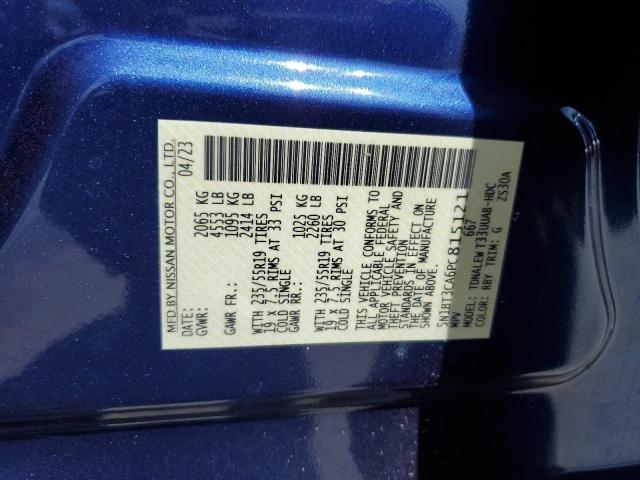 MFD BY NISSAN MOTOR CO., LTD.
DATE: 04/23
GVWR: 2065 KG
4553 LB
GAWR FR.: 1095 KG
2414 LB
WITH 235/55R19 TIRES
19 x 7.5 RIMS AT 33 PSI
COLD SINGLE
GAWR RR.: 1025 KG
2260 LB
WITH 235/55R19 TIRES
19 x 7.5 RIMS AT 30 PSI
COLD SINGLE
THIS VEHICLE CONFORMS TO
ALL APPLICABLE FEDERAL
MOTOR VEHICLE SAFETY AND
THEFT PREVENTION
STANDARDS IN EFFECT ON
THE DATE OF MANUFACTURE
SHOWN ABOVE.
5N1BT3CA6PC815121
MPV 667
MODEL: TDNALEW T33UUAB-HDC
COLOR: RBY TRIM: G ZS30A